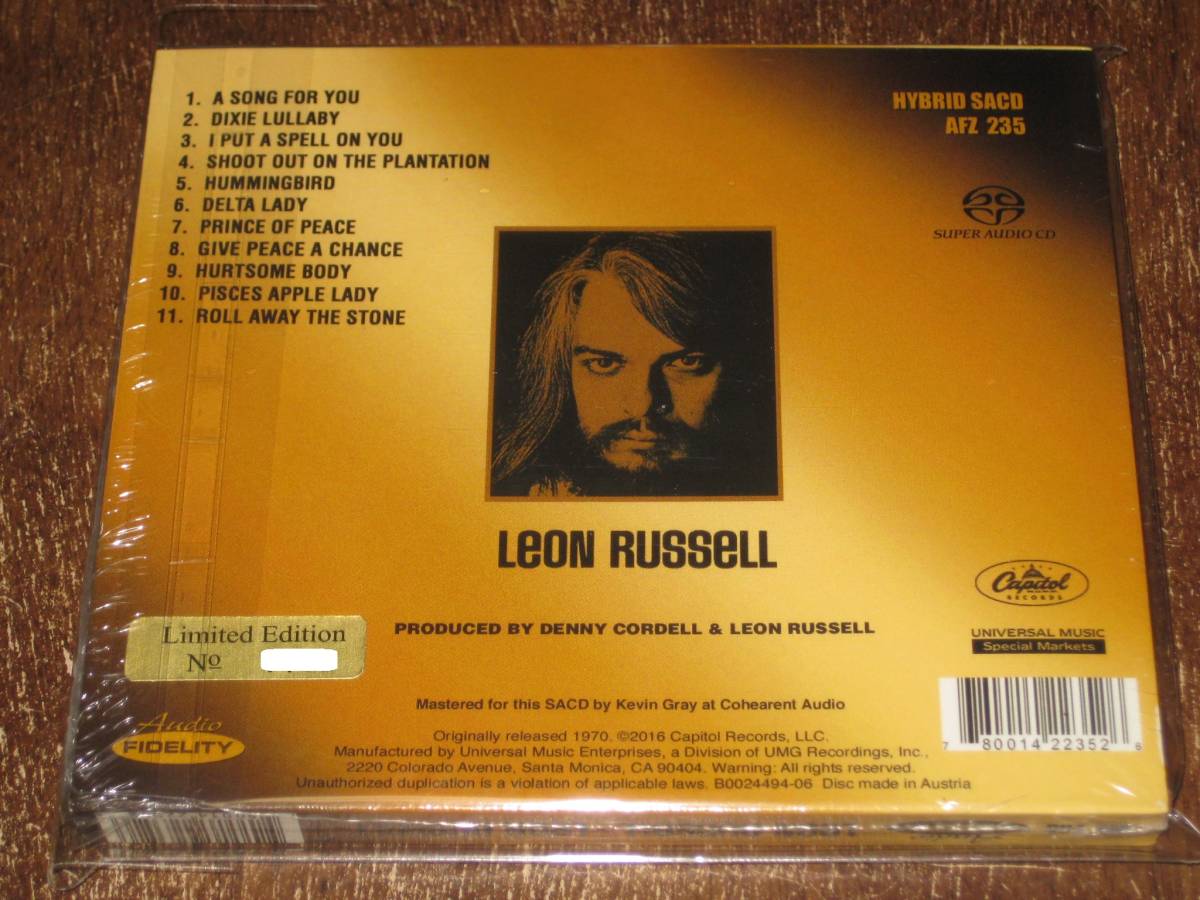 1. A SONG FOR YOU
2. DIXIE LULLABY
3. I PUT A SPELL ON YOU
4. SHOOT OUT ON THE PLANTATION
5. HUMMINGBIRD
6. DELTA LADY
7. PRINCE OF PEACE
8. GIVE PEACE A CHANCE
9. HURTSOME BODY
10. PISCES APPLE LADY
11. ROLL AWAY THE STONE
HYBRID SACD
AFZ 235
SUPER AUDIO CD
LEON RUSSELL
Capitol
RECORDS
PRODUCED BY DENNY CORDELL & LEON RUSSELL
UNIVERSAL MUSIC
Special Markets
Limited Edition
No
Mastered for this SACD by Kevin Gray at Cohearent Audio
Audio
FIDELITY
Originally released 1970. ©2016 Capitol Records, LLC.
Manufactured by Universal Music Enterprises, a Division of UMG Recordings, Inc.,
2220 Colorado Avenue, Santa Monica, CA 90404. Warning: All rights reserved.
Unauthorized duplication is a violation of applicable laws. B0024494-06 Disc made in Austria
7 80014 22352 6